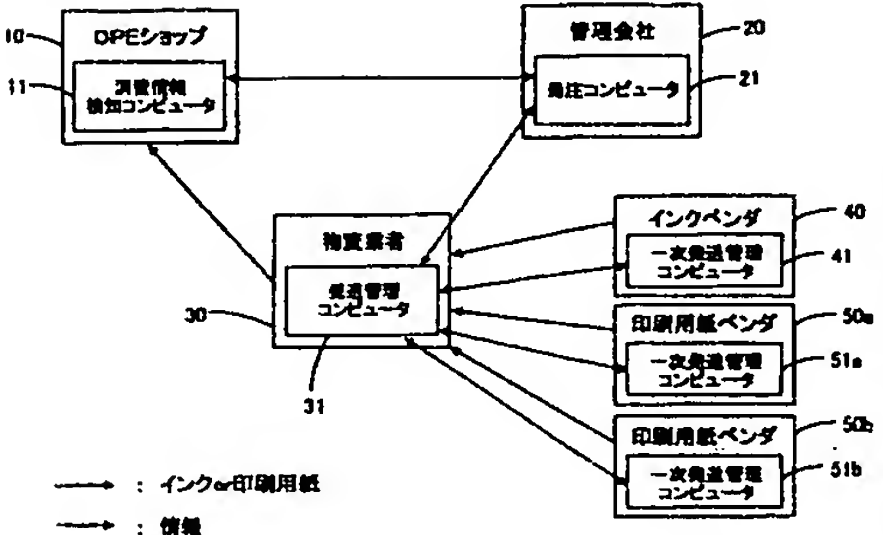 10
DPEショップ
11
調整情報
検知コンピュータ
管理会社
20
発注コンピュータ
21
物流業者
30
発送管理
コンピュータ
31
インクベンダ
40
一次発送管理
コンピュータ
41
印刷用紙ベンダ
50a
一次発送管理
コンピュータ
51a
印刷用紙ベンダ
50b
一次発送管理
コンピュータ
51b
: インクor印刷用紙
: 情報